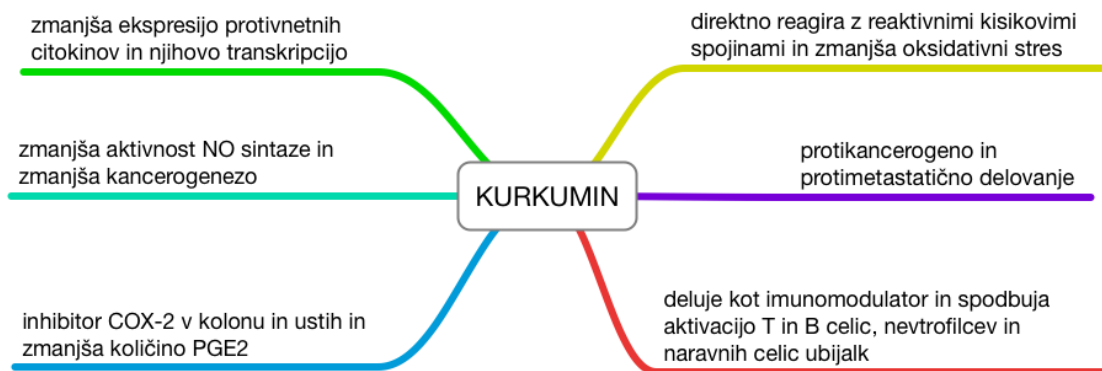 zmanjša ekspresijo protivnetnih
citokinov in njihovo transkripcijo
zmanjša aktivnost NO sintaze in
zmanjša kancerogenezo
inhibitor COX-2 v kolonu in ustih in
zmanjša količino PGE2
KURKUMIN
direktno reagira z reaktivnimi kisikovimi
spojinami in zmanjša oksidativni stres
protikancerogeno in
protimetastatično delovanje
deluje kot imunomodulator in spodbuja
aktivacijo T in B celic, nevtrofilcev in
naravnih celic ubijalk